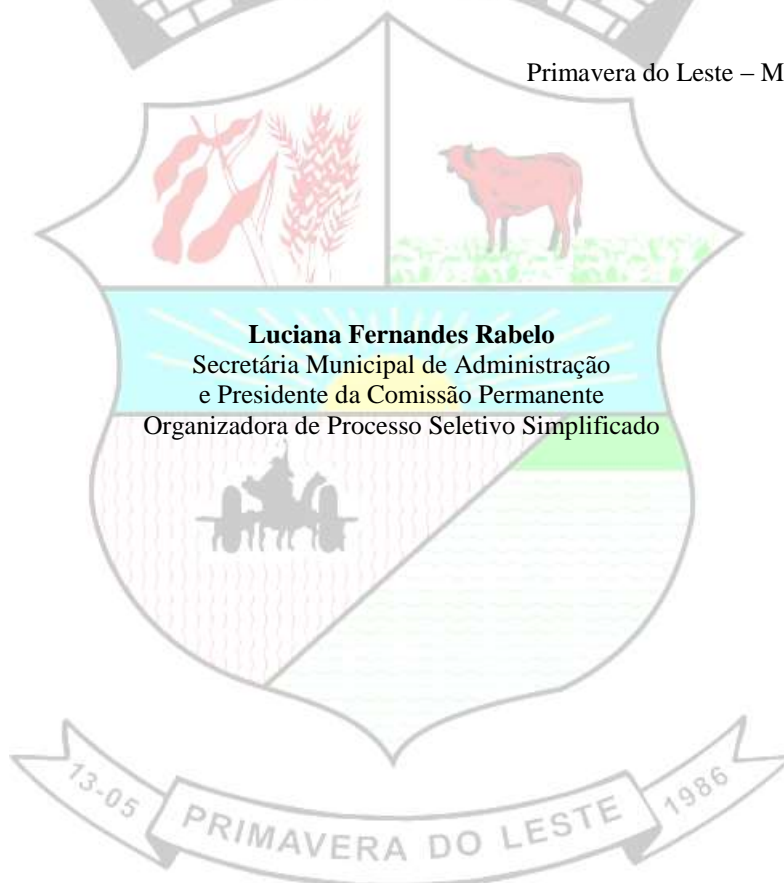 Primavera do Leste – M
Luciana Fernandes Rabelo
Secretária Municipal de Administração
e Presidente da Comissão Permanente
Organizadora de Processo Seletivo Simplificado
13-05 PRIMAVERA DO LESTE 1986